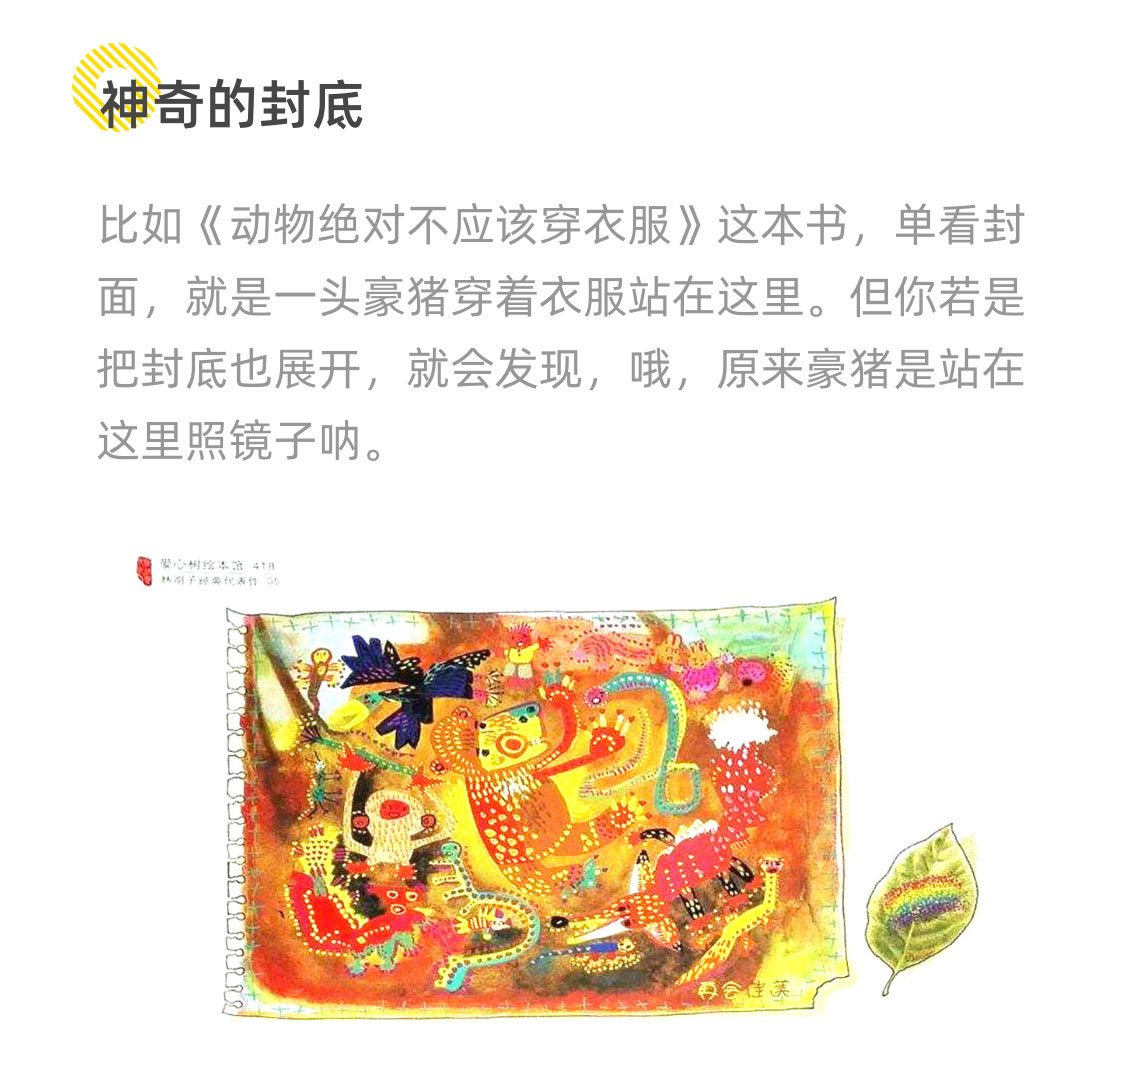 神奇的封底
比如《动物绝对不应该穿衣服》这本书，单看封
面，就是一头豪猪穿着衣服站在这里。但你若是
把封底也展开，就会发现，哦，原来豪猪是站在
这里照镜子呐。
爱心树绘本馆 418
经典代表作 05